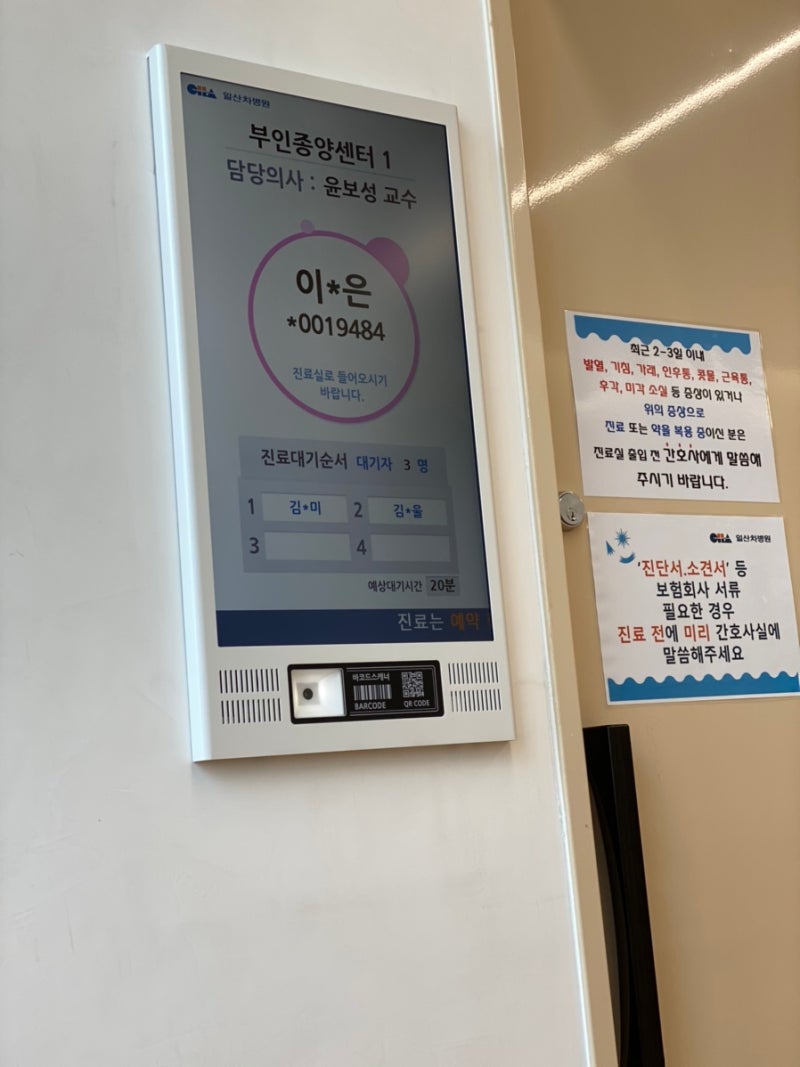 CHA 일산차병원
부인종양센터 1
담당의사 : 윤보성 교수
이*은
*0019484
진료실로 들어오시기
바랍니다.
진료대기순서 대기자 3 명
1 김*미 2 김*울
3 4
예상대기시간 20분
진료는 예약
바코드스캐너
BARCODE QR CODE
최근 2-3일 이내
발열, 기침, 가래, 인후통, 콧물, 근육통,
후각, 미각 소실 등 증상이 있거나
위의 증상으로
진료 또는 약을 복용 중이신 분은
진료실 출입 전 간호사에게 말씀해
주시기 바랍니다.
CHA 일산차병원
'진단서.소견서' 등
보험회사 서류
필요한 경우
진료 전에 미리 간호사실에
말씀해주세요